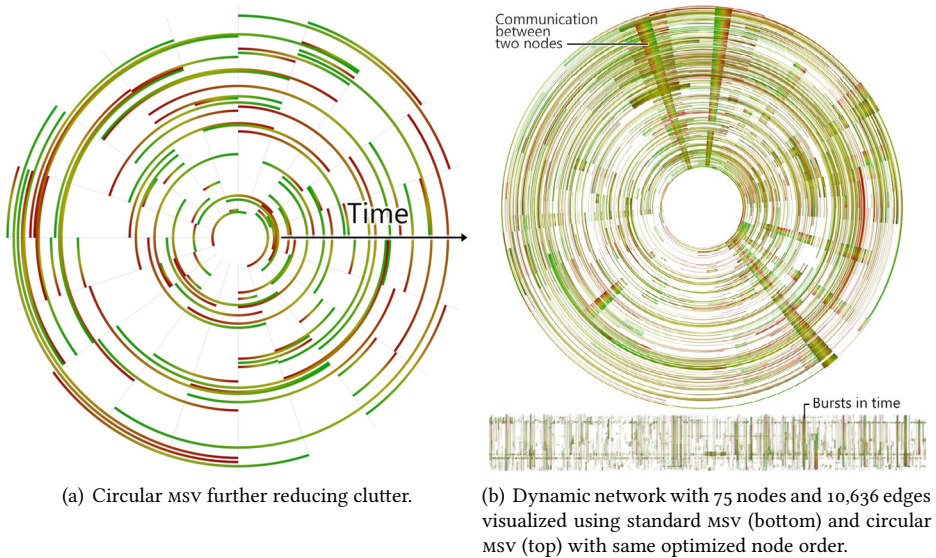 Communication
between
two nodes
Time
Bursts in time
(a) Circular MSV further reducing clutter.
(b) Dynamic network with 75 nodes and 10,636 edges
visualized using standard MSV (bottom) and circular
MSV (top) with same optimized node order.